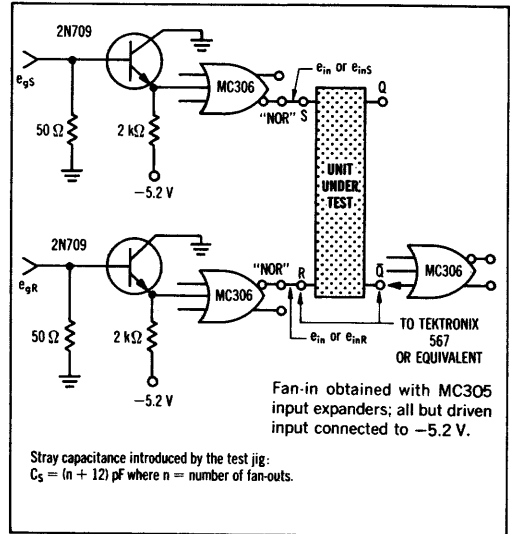 2N709
e_gS
50 Ω
2 kΩ
−5.2 V
MC306
"NOR"
S
e_in or e_inS
Q
UNIT
UNDER
TEST
2N709
e_gR
50 Ω
2 kΩ
−5.2 V
MC306
"NOR"
R
e_in or e_inR
Q̄
MC306
TO TEKTRONIX
567
OR EQUIVALENT
Fan-in obtained with MC305
input expanders; all but driven
input connected to −5.2 V.
Stray capacitance introduced by the test jig:
C_S = (n + 12) pF where n = number of fan-outs.